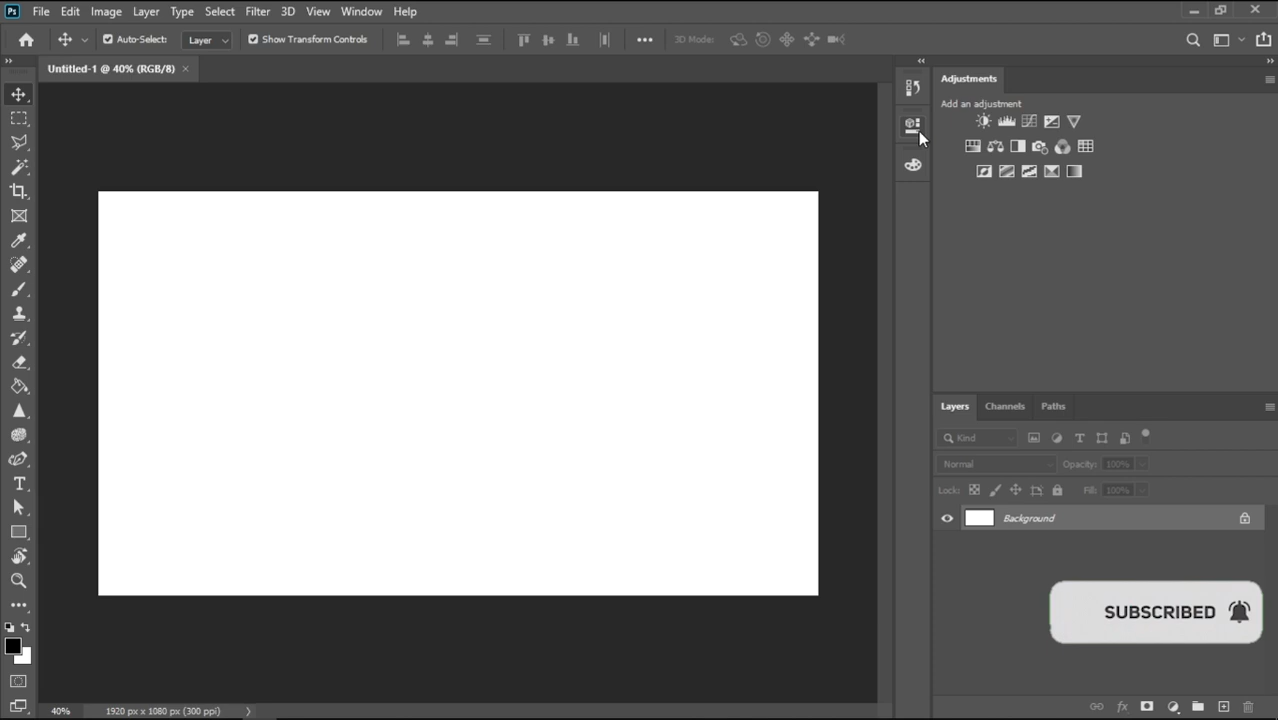 Ps File Edit Image Layer Type Select Filter 3D View Window Help
Auto-Select: Layer Show Transform Controls 3D Mode:
Untitled-1 @ 40% (RGB/8)
Adjustments
Add an adjustment
Layers Channels Paths
Kind
Normal Opacity: 100%
Lock: Fill: 100%
Background
SUBSCRIBED
40% 1920 px x 1080 px (300 ppi)